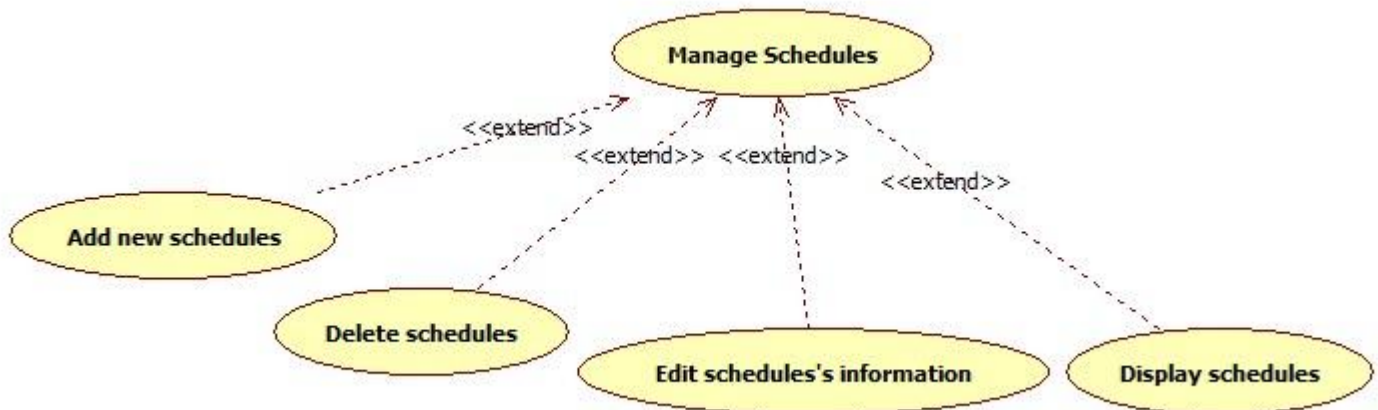 Manage Schedules
<<extend>>
<<extend>>
<<extend>>
<<extend>>
Add new schedules
Delete schedules
Edit schedules's information
Display schedules